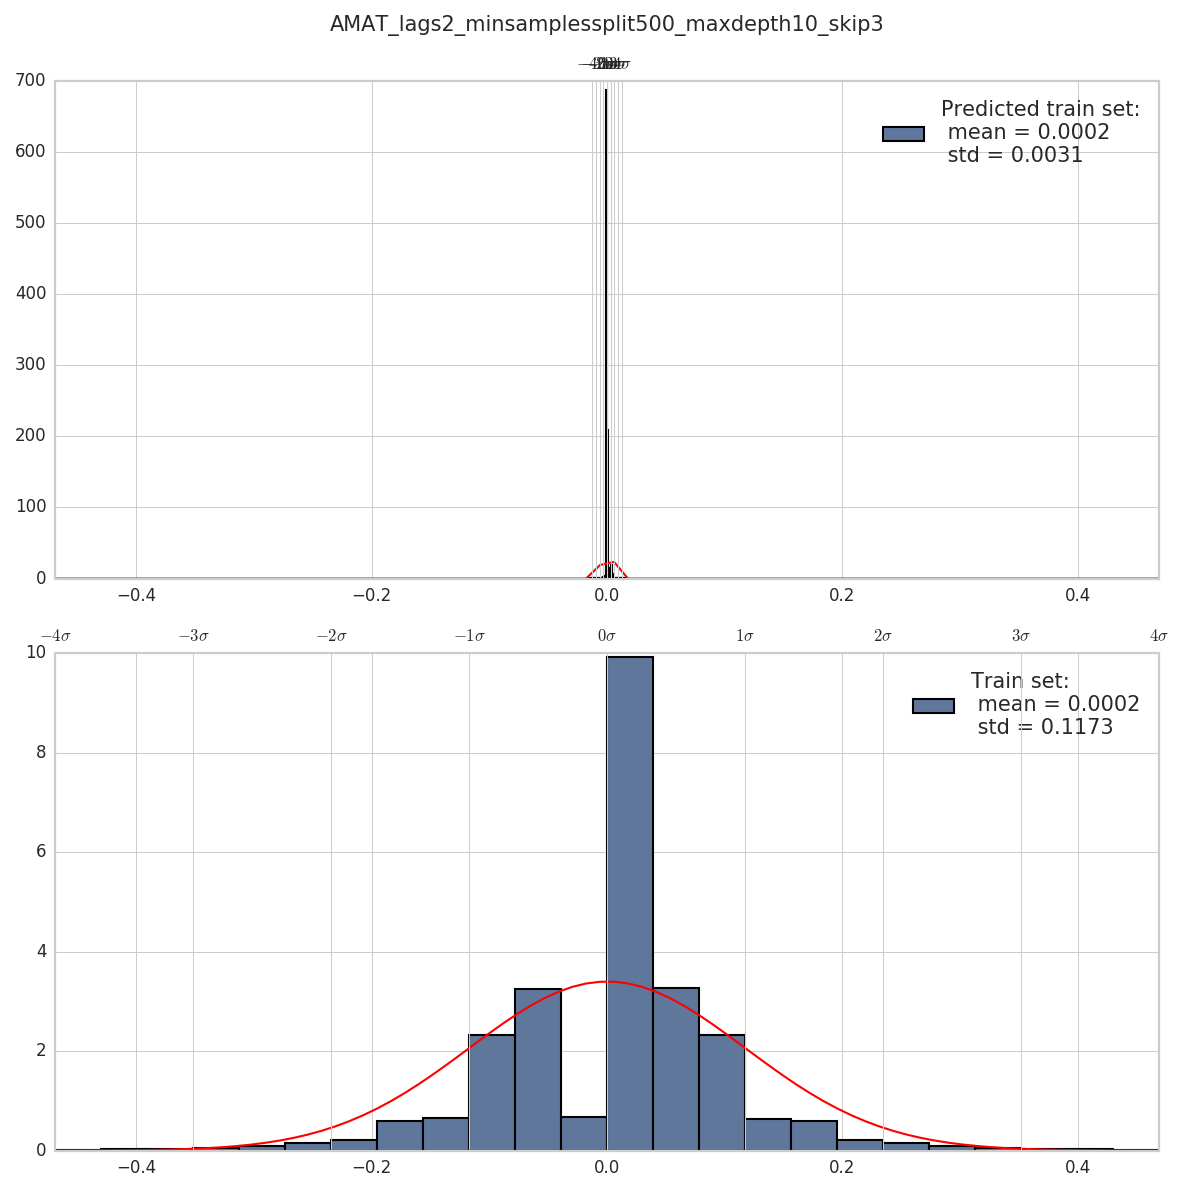 AMAT_lags2_minsamplessplit500_maxdepth10_skip3
700
600
500
400
300
200
100
0
Predicted train set:
mean = 0.0002
std = 0.0031
−0.4 −0.2 0.0 0.2 0.4
−4σ −3σ −2σ −1σ 0σ 1σ 2σ 3σ 4σ
10
8
6
4
2
0
Train set:
mean = 0.0002
std = 0.1173
−0.4 −0.2 0.0 0.2 0.4